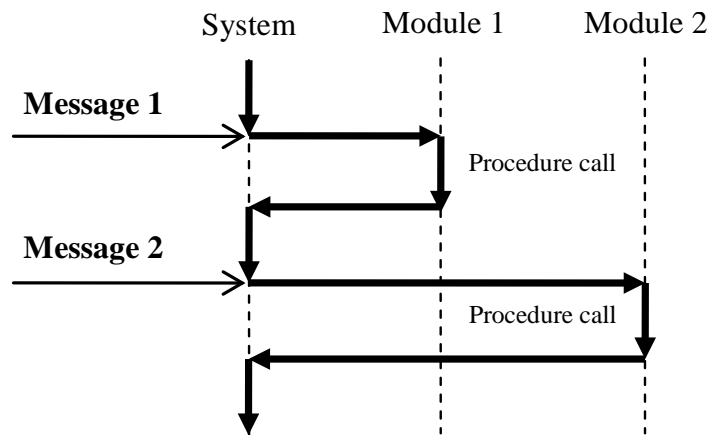 System Module 1 Module 2
Message 1
Procedure call
Message 2
Procedure call